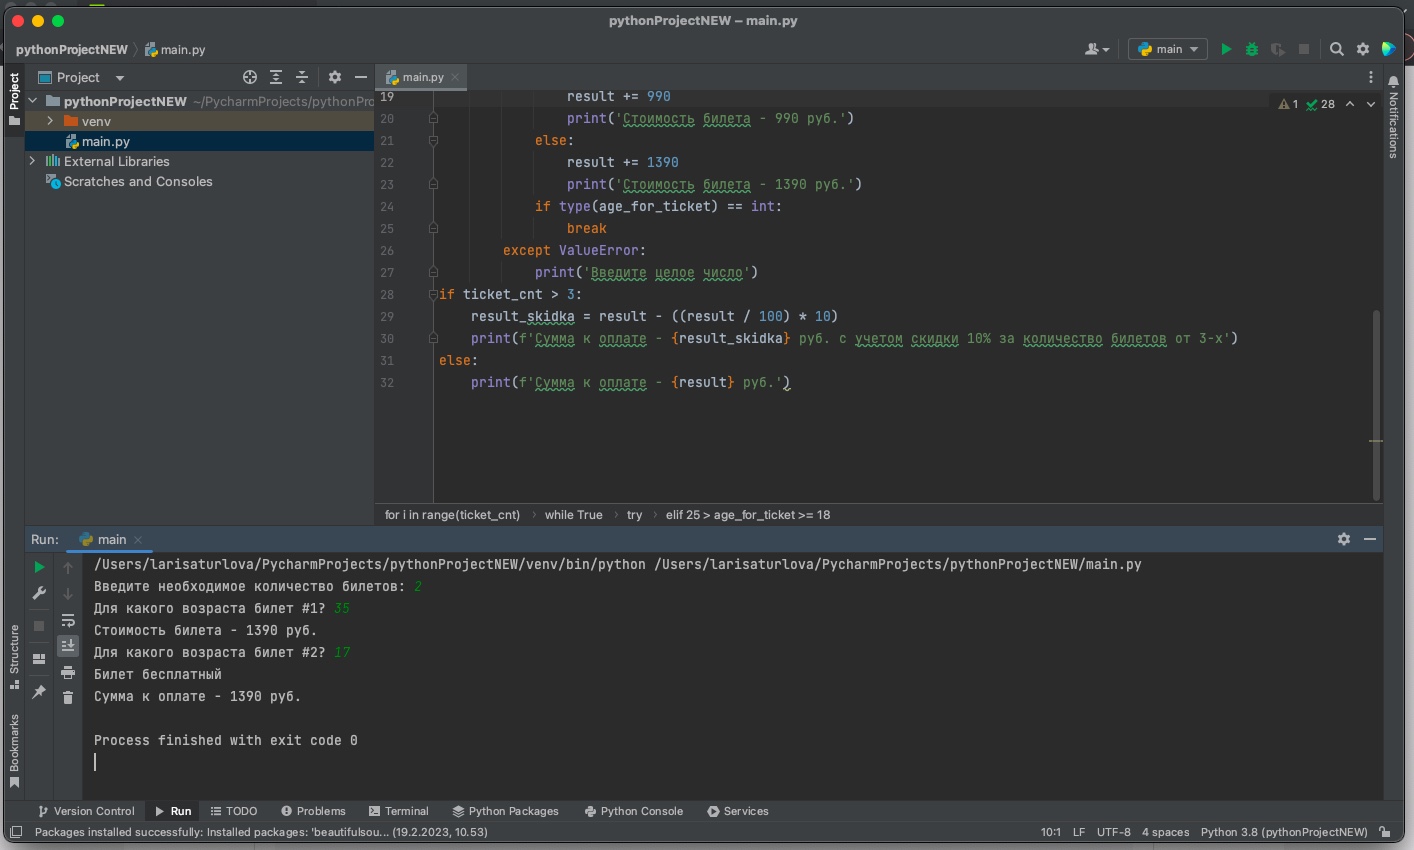 pythonProjectNEW – main.py
pythonProjectNEW
main.py
main
Project
Project
main.py
Notifications
pythonProjectNEW ~/PycharmProjects/pythonPro
venv
main.py
External Libraries
Scratches and Consoles
1 28
19 result += 990
20 print('Стоимость билета - 990 руб.')
21 else:
22 result += 1390
23 print('Стоимость билета - 1390 руб.')
24 if type(age_for_ticket) == int:
25 break
26 except ValueError:
27 print('Введите целое число')
28 if ticket_cnt > 3:
29 result_skidka = result - ((result / 100) * 10)
30 print(f'Сумма к оплате - {result_skidka} руб. с учетом скидки 10% за количество билетов от 3-х')
31 else:
32 print(f'Сумма к оплате - {result} руб.')
for i in range(ticket_cnt) › while True › try › elif 25 > age_for_ticket >= 18
Run: main
/Users/larisaturlova/PycharmProjects/pythonProjectNEW/venv/bin/python /Users/larisaturlova/PycharmProjects/pythonProjectNEW/main.py
Введите необходимое количество билетов: 2
Для какого возраста билет #1? 35
Стоимость билета - 1390 руб.
Для какого возраста билет #2? 17
Билет бесплатный
Сумма к оплате - 1390 руб.
Process finished with exit code 0
Structure
Bookmarks
Version Control Run TODO Problems Terminal Python Packages Python Console Services
Packages installed successfully: Installed packages: 'beautifulsou... (19.2.2023, 10.53) 10:1 LF UTF-8 4 spaces Python 3.8 (pythonProjectNEW)